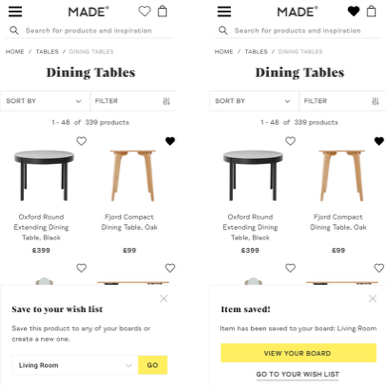 MADE®
Search for products and inspiration
HOME / TABLES / DINING TABLES
Dining Tables
SORT BY
FILTER
1 - 48 of 339 products
Oxford Round
Extending Dining
Table, Black
£399
Fjord Compact
Dining Table, Oak
£99
Save to your wish list
Save this product to any of your boards or
create a new one.
Living Room
GO
MADE®
Search for products and inspiration
HOME / TABLES / DINING TABLES
Dining Tables
SORT BY
FILTER
1 - 48 of 339 products
Oxford Round
Extending Dining
Table, Black
£399
Fjord Compact
Dining Table, Oak
£99
Item saved!
Item has been saved to your board: Living Room
VIEW YOUR BOARD
GO TO YOUR WISH LIST